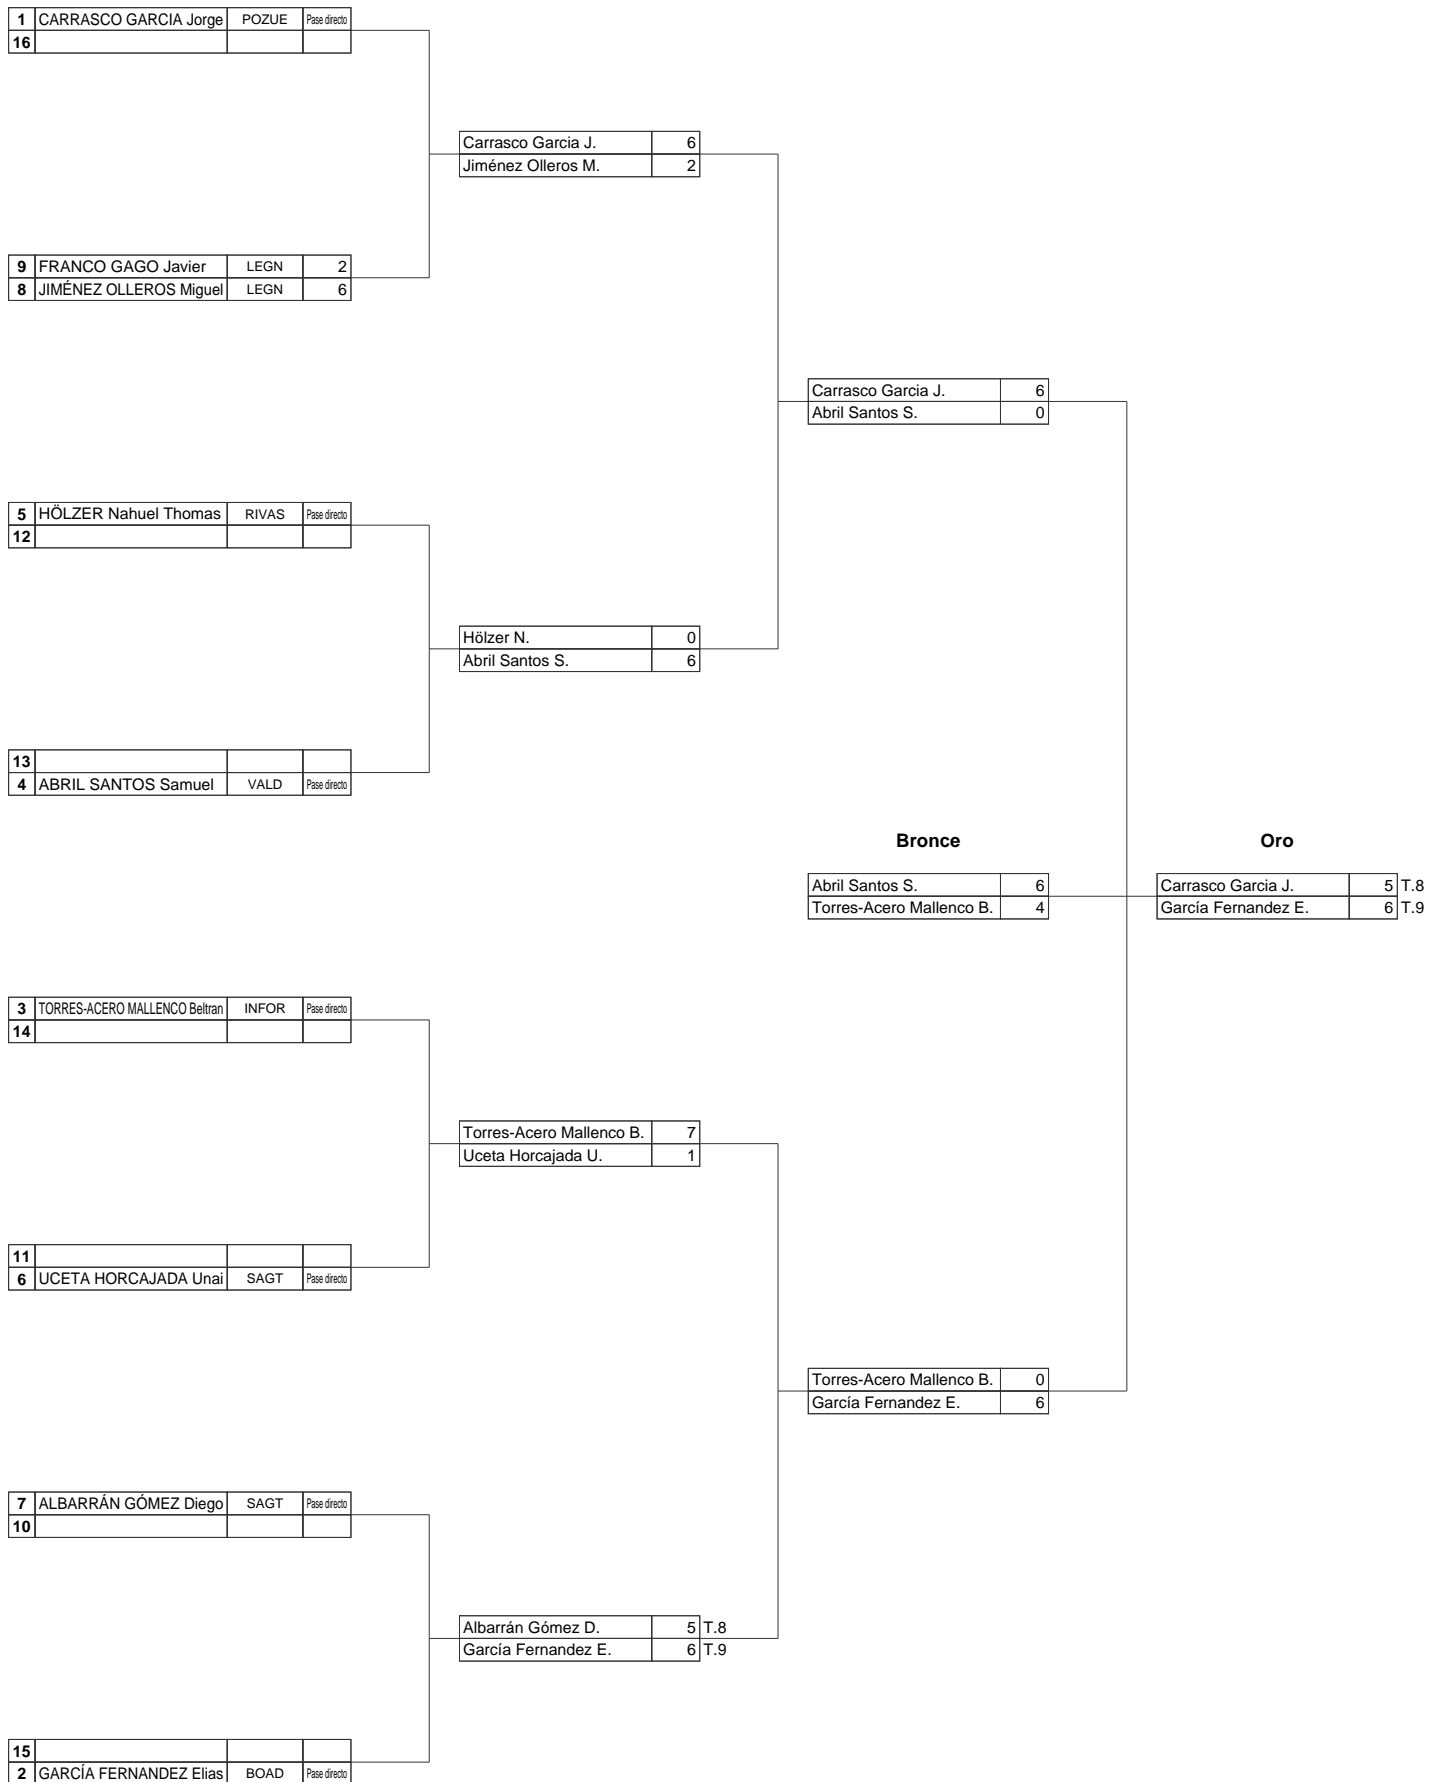 1 CARRASCO GARCIA Jorge POZUE Pase directo
16
Carrasco Garcia J. 6
Jiménez Olleros M. 2
9 FRANCO GAGO Javier LEGN 2
8 JIMÉNEZ OLLEROS Miguel LEGN 6
Carrasco Garcia J. 6
Abril Santos S. 0
5 HÖLZER Nahuel Thomas RIVAS Pase directo
12
Hölzer N. 0
Abril Santos S. 6
13
4 ABRIL SANTOS Samuel VALD Pase directo
Bronce Oro
Abril Santos S. 6 Carrasco Garcia J. 5 T.8
Torres-Acero Mallenco B. 4 García Fernandez E. 6 T.9
3 TORRES-ACERO MALLENCO Beltran INFOR Pase directo
14
Torres-Acero Mallenco B. 7
Uceta Horcajada U. 1
11
6 UCETA HORCAJADA Unai SAGT Pase directo
Torres-Acero Mallenco B. 0
García Fernandez E. 6
7 ALBARRÁN GÓMEZ Diego SAGT Pase directo
10
Albarrán Gómez D. 5 T.8
García Fernandez E. 6 T.9
15
2 GARCÍA FERNANDEZ Elias BOAD Pase directo